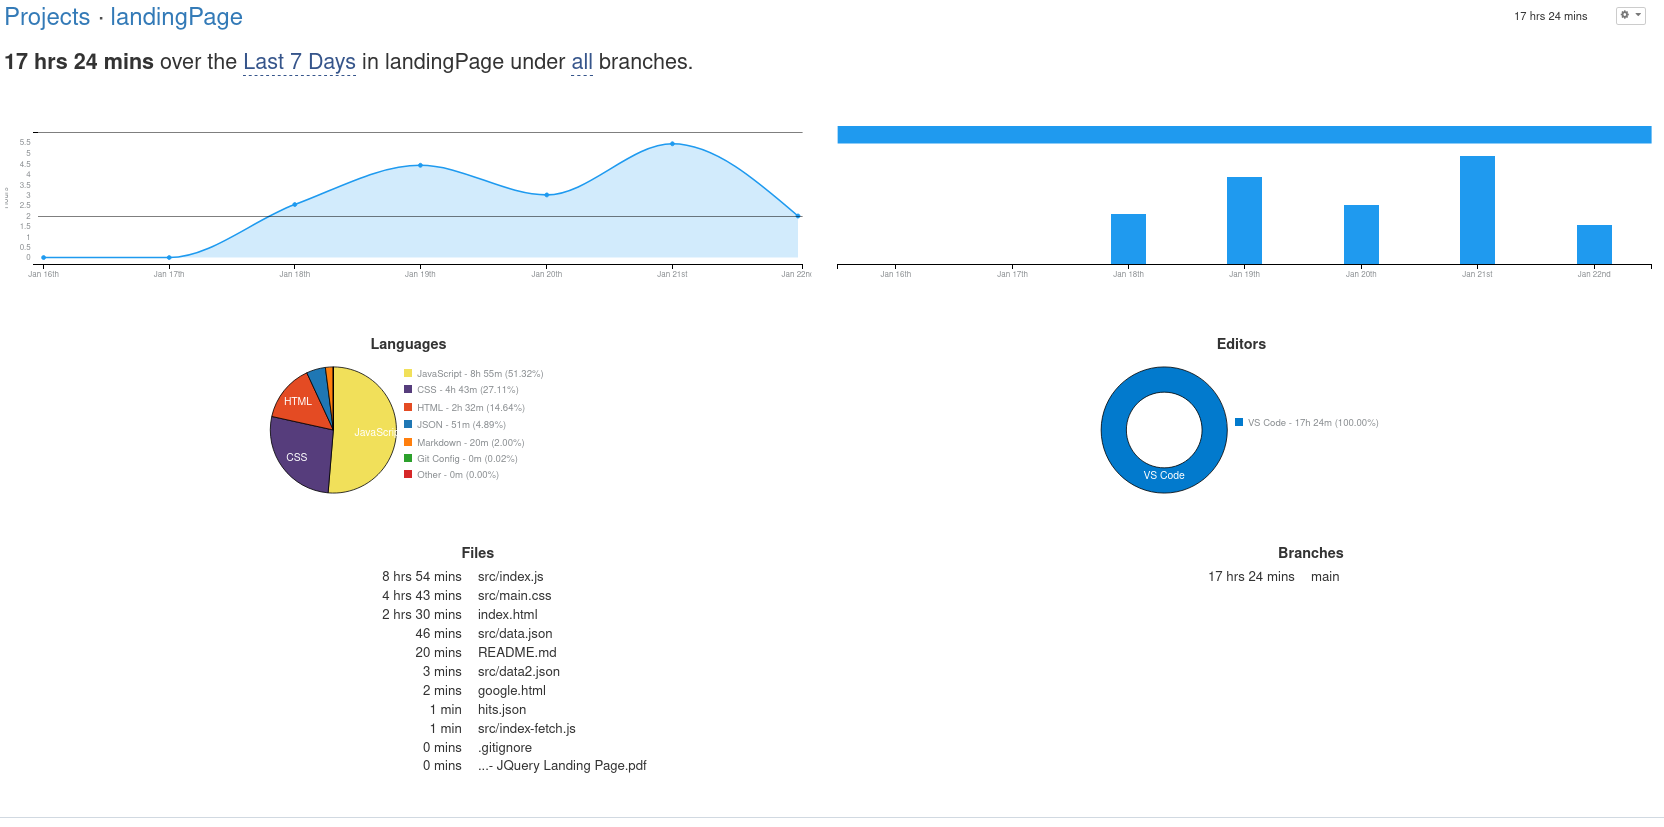 Projects · landingPage
17 hrs 24 mins
17 hrs 24 mins over the Last 7 Days in landingPage under all branches.
5.5
5
4.5
4
3.5
3
2.5
2
1.5
1
0.5
0
Jan 16th Jan 17th Jan 18th Jan 19th Jan 20th Jan 21st Jan 22n
Jan 16th Jan 17th Jan 18th Jan 19th Jan 20th Jan 21st Jan 22nd
Languages
HTML
CSS
JavaScrip
JavaScript - 8h 55m (51.32%)
CSS - 4h 43m (27.11%)
HTML - 2h 32m (14.64%)
JSON - 51m (4.89%)
Markdown - 20m (2.00%)
Git Config - 0m (0.02%)
Other - 0m (0.00%)
Editors
VS Code
VS Code - 17h 24m (100.00%)
Files
8 hrs 54 mins src/index.js
4 hrs 43 mins src/main.css
2 hrs 30 mins index.html
46 mins src/data.json
20 mins README.md
3 mins src/data2.json
2 mins google.html
1 min hits.json
1 min src/index-fetch.js
0 mins .gitignore
0 mins ...- JQuery Landing Page.pdf
Branches
17 hrs 24 mins main